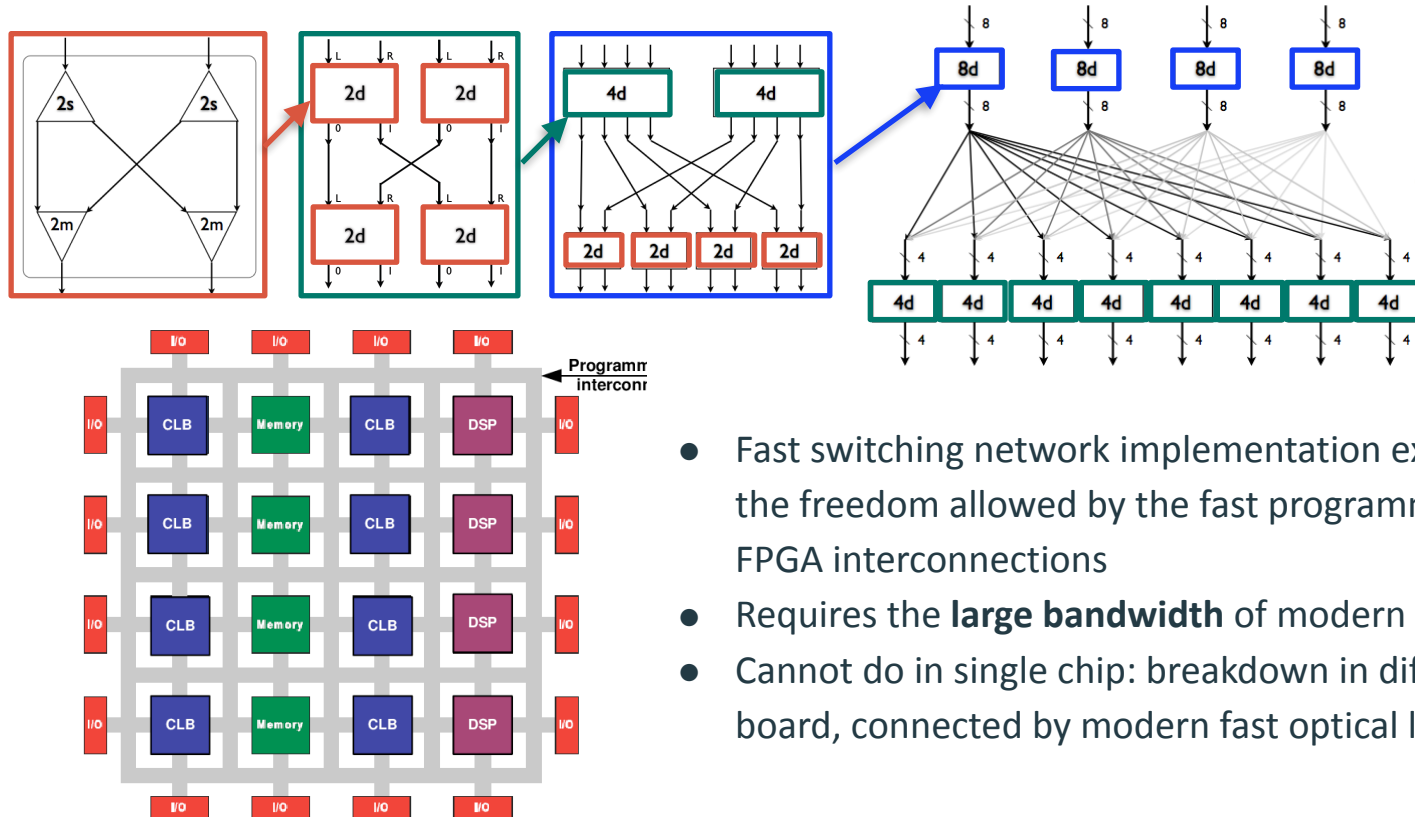 2s 2s
2m 2m
L R L R
2d 2d
0 I 0 I
L R L R
2d 2d
0 I 0 I
4d 4d
2d 2d 2d 2d
8 8 8 8
8d 8d 8d 8d
8 8 8 8
4 4 4 4 4 4 4 4
4d 4d 4d 4d 4d 4d 4d 4d
4 4 4 4 4 4 4 4
I/O I/O I/O I/O
Programm
interconn
I/O CLB Memory CLB DSP I/O
I/O CLB Memory CLB DSP I/O
I/O CLB Memory CLB DSP I/O
I/O CLB Memory CLB DSP I/O
I/O I/O I/O I/O
● Fast switching network implementation ex
the freedom allowed by the fast programm
FPGA interconnections
● Requires the large bandwidth of modern
● Cannot do in single chip: breakdown in dif
board, connected by modern fast optical l